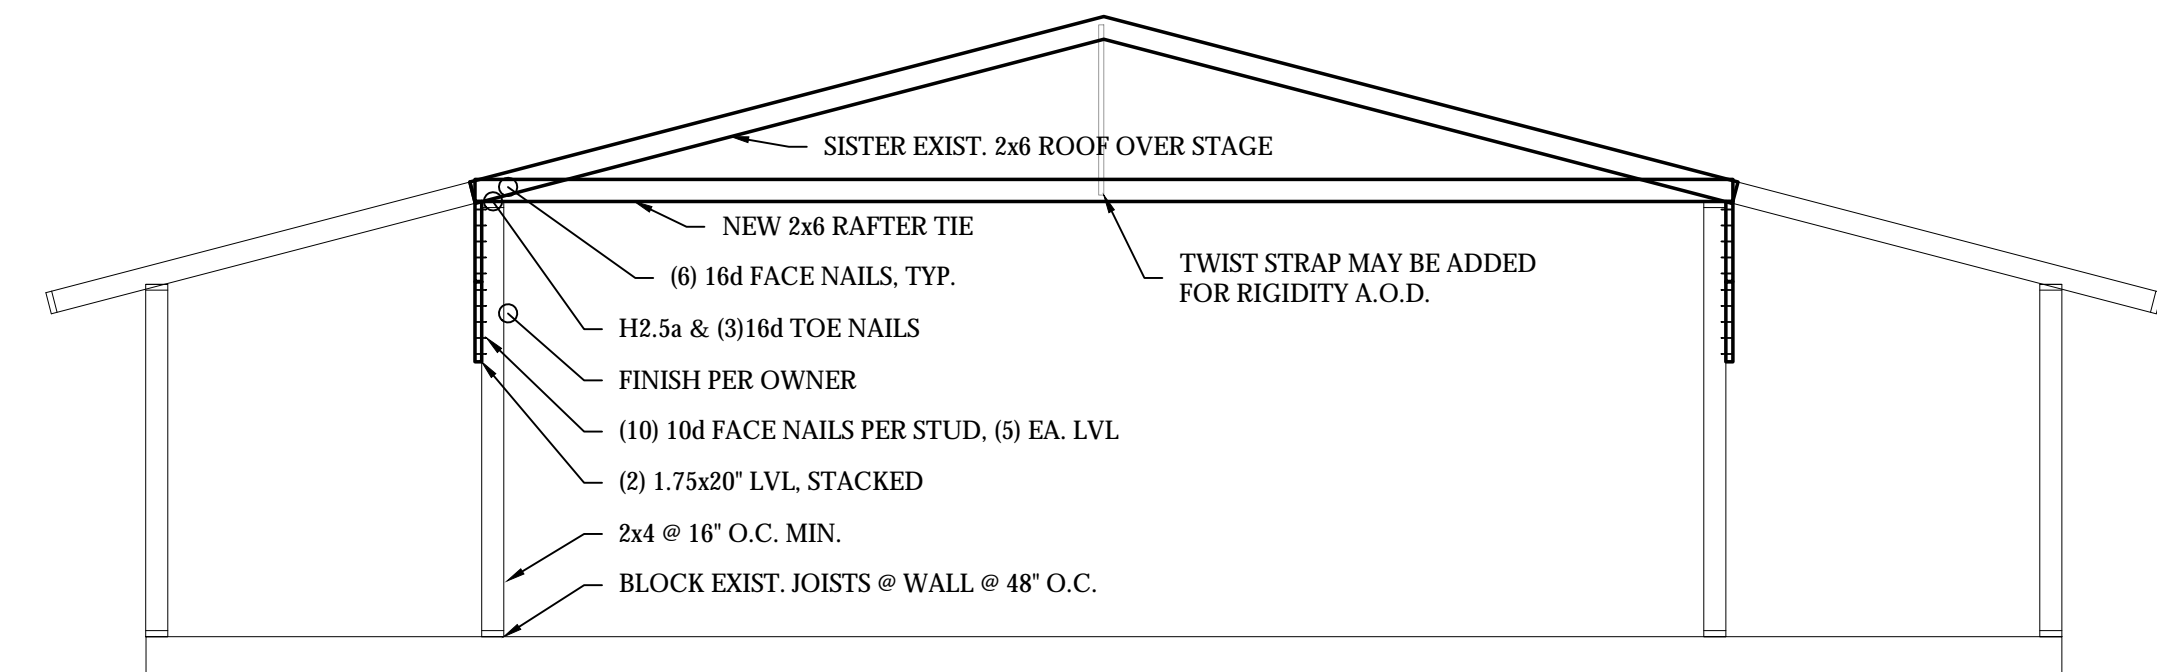 SISTER EXIST. 2x6 ROOF OVER STAGE
NEW 2x6 RAFTER TIE
TWIST STRAP MAY BE ADDED
FOR RIGIDITY A.O.D.
(6) 16d FACE NAILS, TYP.
H2.5a & (3)16d TOE NAILS
FINISH PER OWNER
(10) 10d FACE NAILS PER STUD, (5) EA. LVL
(2) 1.75x20" LVL, STACKED
2x4 @ 16" O.C. MIN.
BLOCK EXIST. JOISTS @ WALL @ 48" O.C.